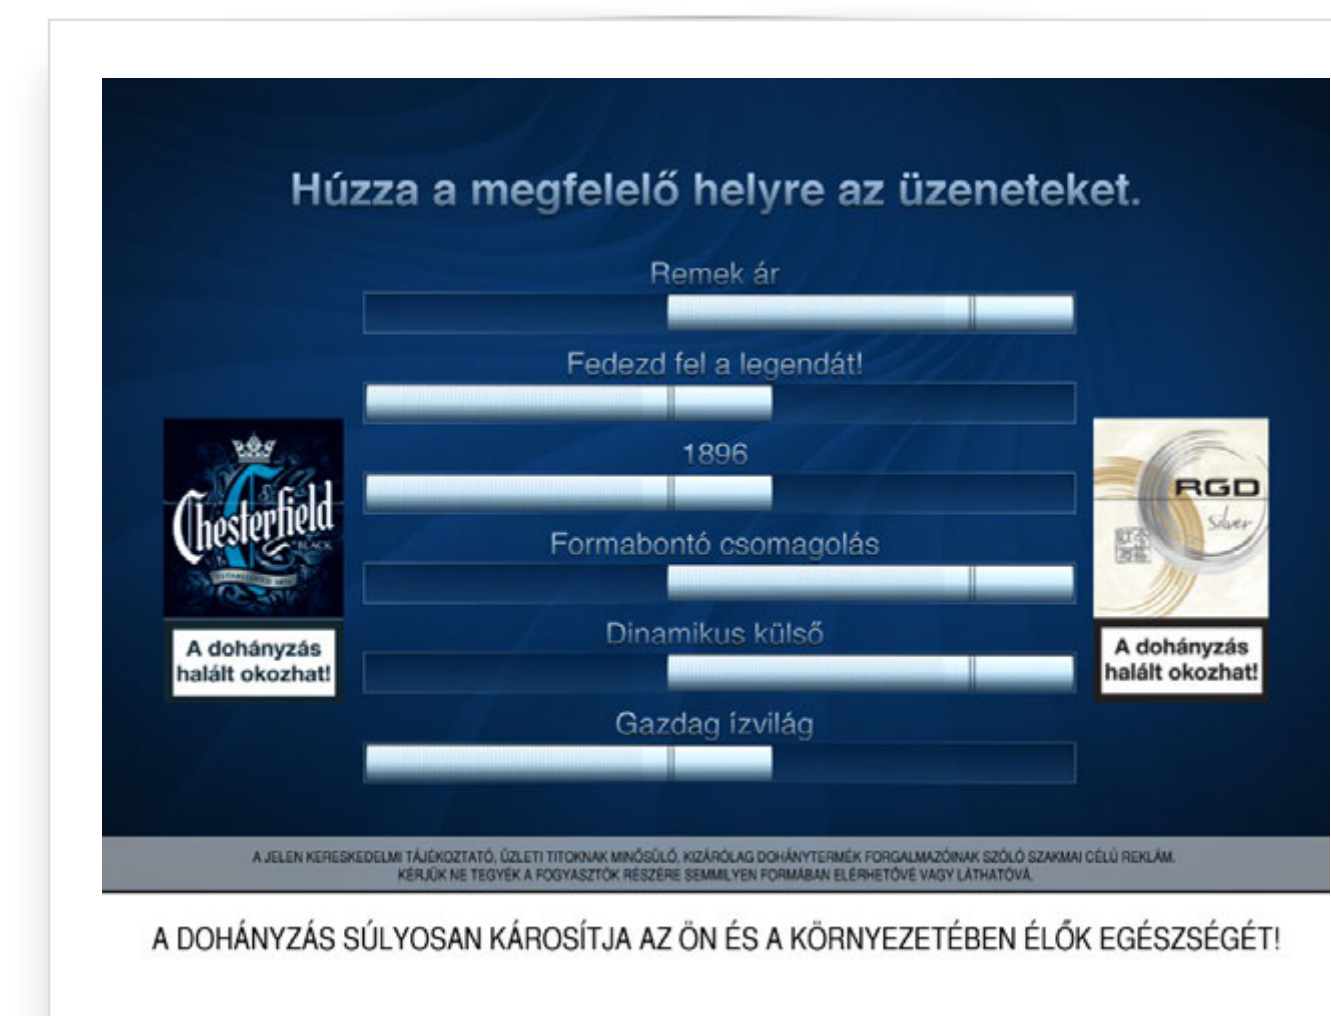 Húzza a megfelelő helyre az üzeneteket.
Remek ár
Fedezd fel a legendát!
1896
Formabontó csomagolás
Dinamikus külső
Gazdag ízvilág
Chesterfield
BLACK
A dohányzás
halált okozhat!
RGD
Silver
A dohányzás
halált okozhat!
A JELEN KERESKEDELMI TÁJÉKOZTATÓ, ÜZLETI TITOKNAK MINŐSÜLŐ, KIZÁRÓLAG DOHÁNYTERMÉK FORGALMAZÓINAK SZÓLÓ SZAKMAI CÉLÚ REKLÁM.
KÉRJÜK NE TEGYÉK A FOGYASZTÓK RÉSZÉRE SEMMILYEN FORMÁBAN ELÉRHETŐVÉ VAGY LÁTHATÓVÁ.
A DOHÁNYZÁS SÚLYOSAN KÁROSÍTJA AZ ÖN ÉS A KÖRNYEZETÉBEN ÉLŐK EGÉSZSÉGÉT!